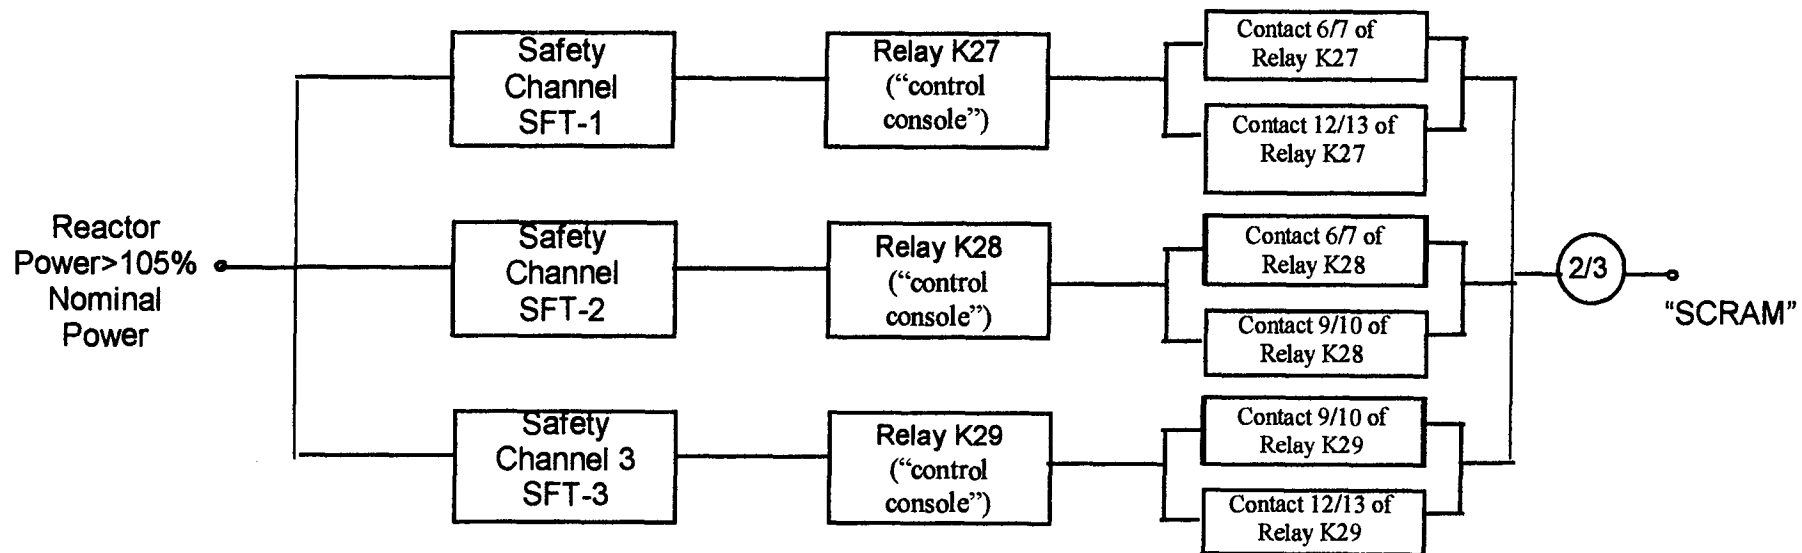 Reactor
Power>105%
Nominal
Power
Safety
Channel
SFT-1
Relay K27
(“control
console”)
Contact 6/7 of
Relay K27
Contact 12/13 of
Relay K27
Safety
Channel
SFT-2
Relay K28
(“control
console”)
Contact 6/7 of
Relay K28
Contact 9/10 of
Relay K28
Safety
Channel 3
SFT-3
Relay K29
(“control
console”)
Contact 9/10 of
Relay K29
Contact 12/13 of
Relay K29
2/3
“SCRAM”